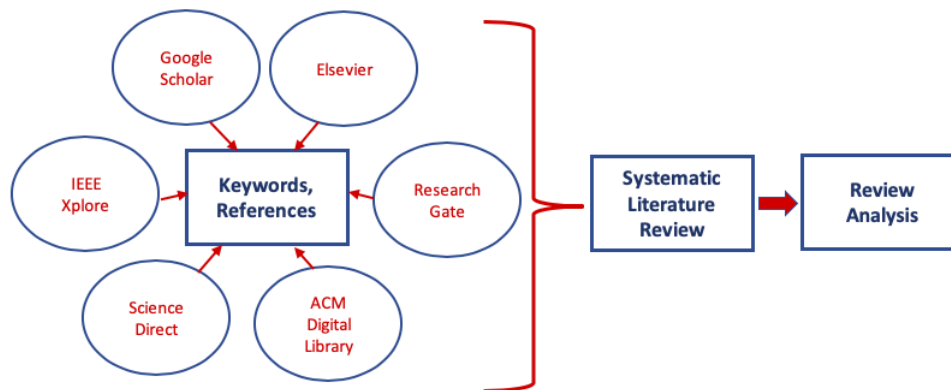 Google
Scholar
Elsevier
IEEE
Xplore
Keywords,
References
Research
Gate
Science
Direct
ACM
Digital
Library
Systematic
Literature
Review
Review
Analysis